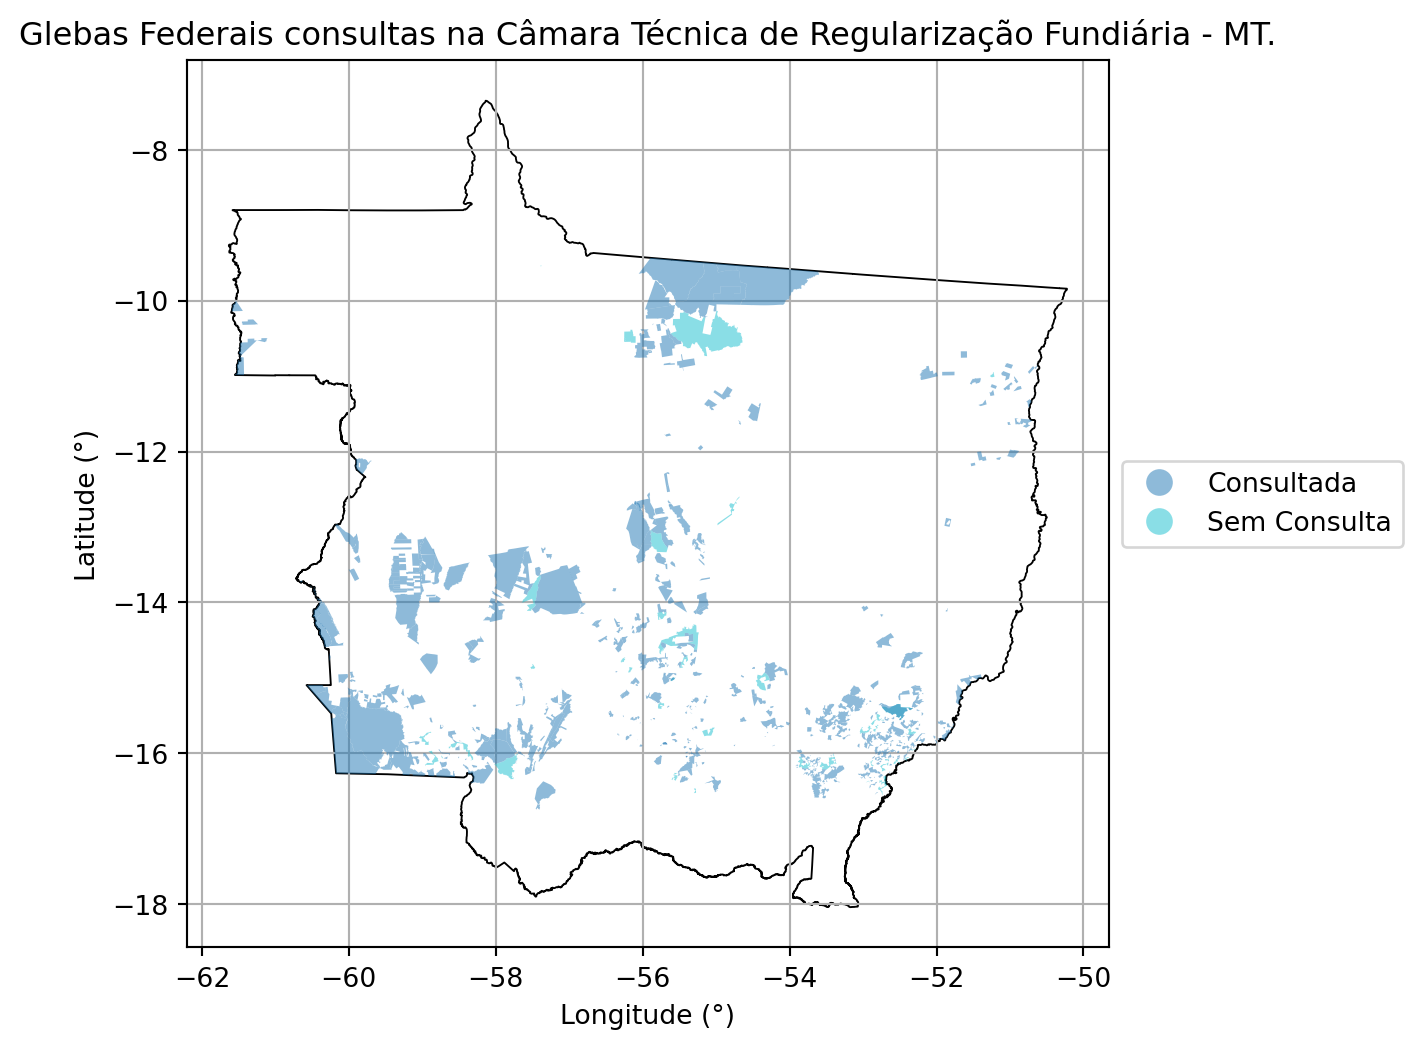 Glebas Federais consultas na Câmara Técnica de Regularização Fundiária - MT.
−8
−10
−12
−14
−16
−18
Latitude (°)
−62 −60 −58 −56 −54 −52 −50
Longitude (°)
Consultada
Sem Consulta